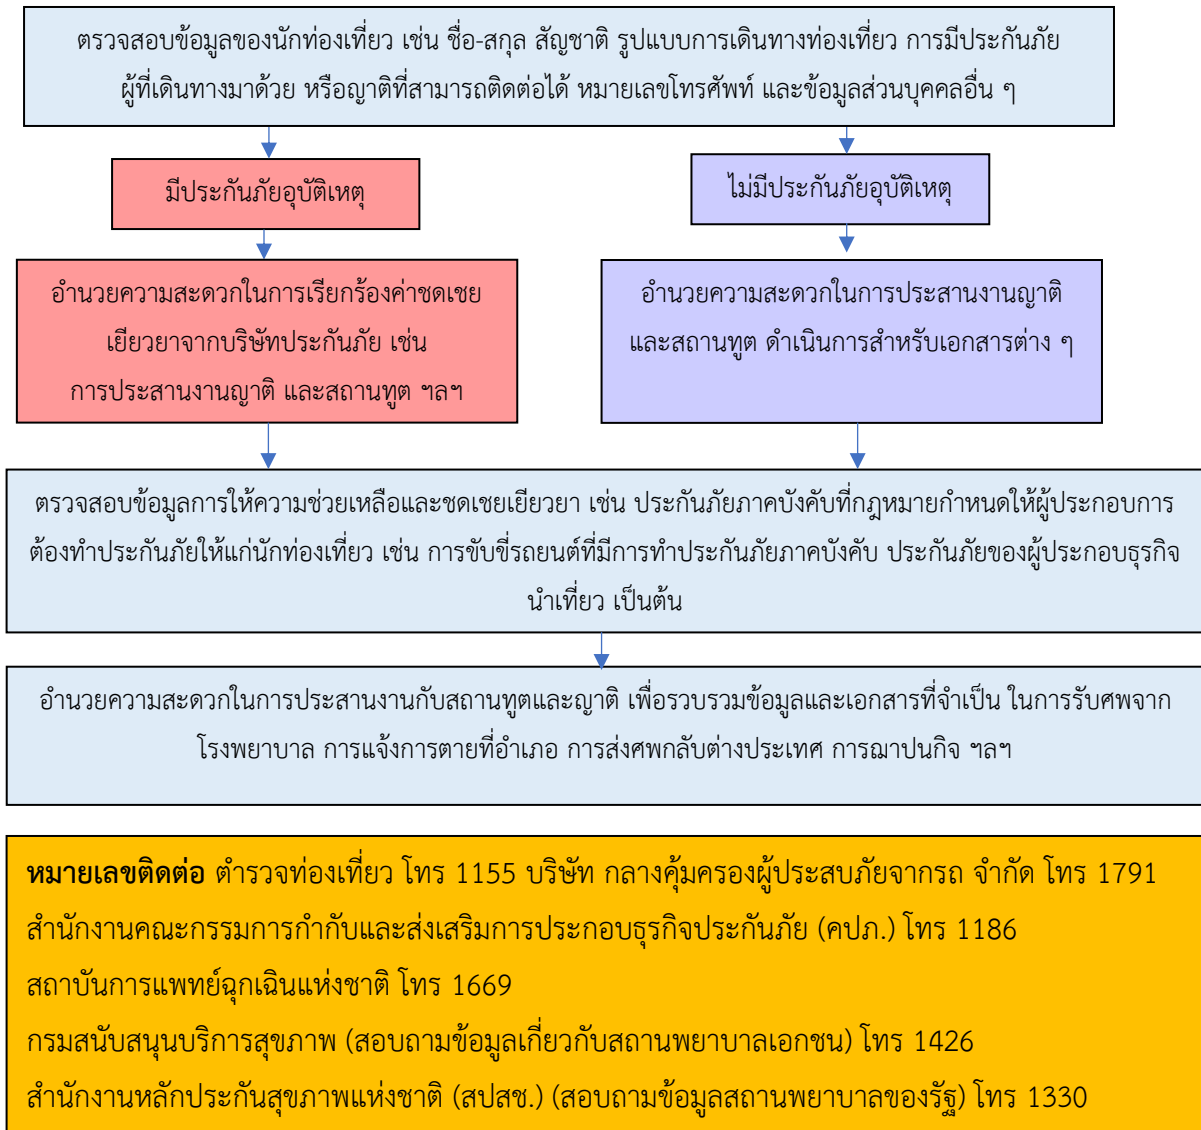 ตรวจสอบข้อมูลของนักท่องเที่ยว เช่น ชื่อ-สกุล สัญชาติ รูปแบบการเดินทางท่องเที่ยว การมีประกันภัย
ผู้ที่เดินทางมาด้วย หรือญาติที่สามารถติดต่อได้ หมายเลขโทรศัพท์ และข้อมูลส่วนบุคคลอื่น ๆ
มีประกันภัยอุบัติเหตุ
ไม่มีประกันภัยอุบัติเหตุ
อำนวยความสะดวกในการเรียกร้องค่าชดเชย
เยียวยาจากบริษัทประกันภัย เช่น
การประสานงานญาติ และสถานทูต ฯลฯ
อำนวยความสะดวกในการประสานงานญาติ
และสถานทูต ดำเนินการสำหรับเอกสารต่าง ๆ
ตรวจสอบข้อมูลการให้ความช่วยเหลือและชดเชยเยียวยา เช่น ประกันภัยภาคบังคับที่กฎหมายกำหนดให้ผู้ประกอบการ
ต้องทำประกันภัยให้แก่นักท่องเที่ยว เช่น การขับขี่รถยนต์ที่มีการทำประกันภัยภาคบังคับ ประกันภัยของผู้ประกอบธุรกิจ
นำเที่ยว เป็นต้น
อำนวยความสะดวกในการประสานงานกับสถานทูตและญาติ เพื่อรวบรวมข้อมูลและเอกสารที่จำเป็น ในการรับศพจาก
โรงพยาบาล การแจ้งการตายที่อำเภอ การส่งศพกลับต่างประเทศ การฌาปนกิจ ฯลฯ
หมายเลขติดต่อ ตำรวจท่องเที่ยว โทร 1155 บริษัท กลางคุ้มครองผู้ประสบภัยจากรถ จำกัด โทร 1791
สำนักงานคณะกรรมการกำกับและส่งเสริมการประกอบธุรกิจประกันภัย (คปภ.) โทร 1186
สถาบันการแพทย์ฉุกเฉินแห่งชาติ โทร 1669
กรมสนับสนุนบริการสุขภาพ (สอบถามข้อมูลเกี่ยวกับสถานพยาบาลเอกชน) โทร 1426
สำนักงานหลักประกันสุขภาพแห่งชาติ (สปสช.) (สอบถามข้อมูลสถานพยาบาลของรัฐ) โทร 1330